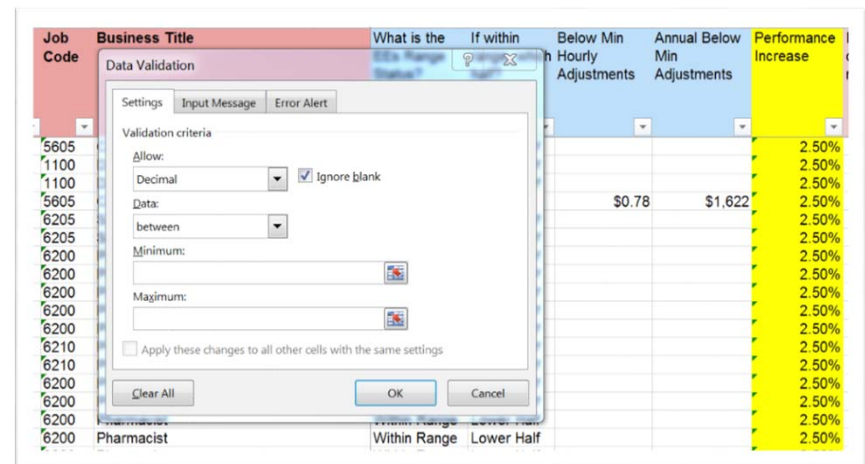 Job Business Title What is the If within Below Min Annual Below Performance
Code Hourly Min Increase
Adjustments Adjustments
Data Validation
Settings Input Message Error Alert
Validation criteria
Allow:
Decimal Ignore blank
Data:
between
Minimum:
Maximum:
Apply these changes to all other cells with the same settings
Clear All OK Cancel
5605 2.50%
1100 2.50%
1100 2.50%
5605 $0.78 $1,622 2.50%
6205 2.50%
6205 2.50%
6200 2.50%
6200 2.50%
6200 2.50%
6200 2.50%
6200 2.50%
6210 2.50%
6210 2.50%
6200 2.50%
6200 2.50%
6200 Pharmacist Within Range Lower Half 2.50%
6200 Pharmacist Within Range Lower Half 2.50%